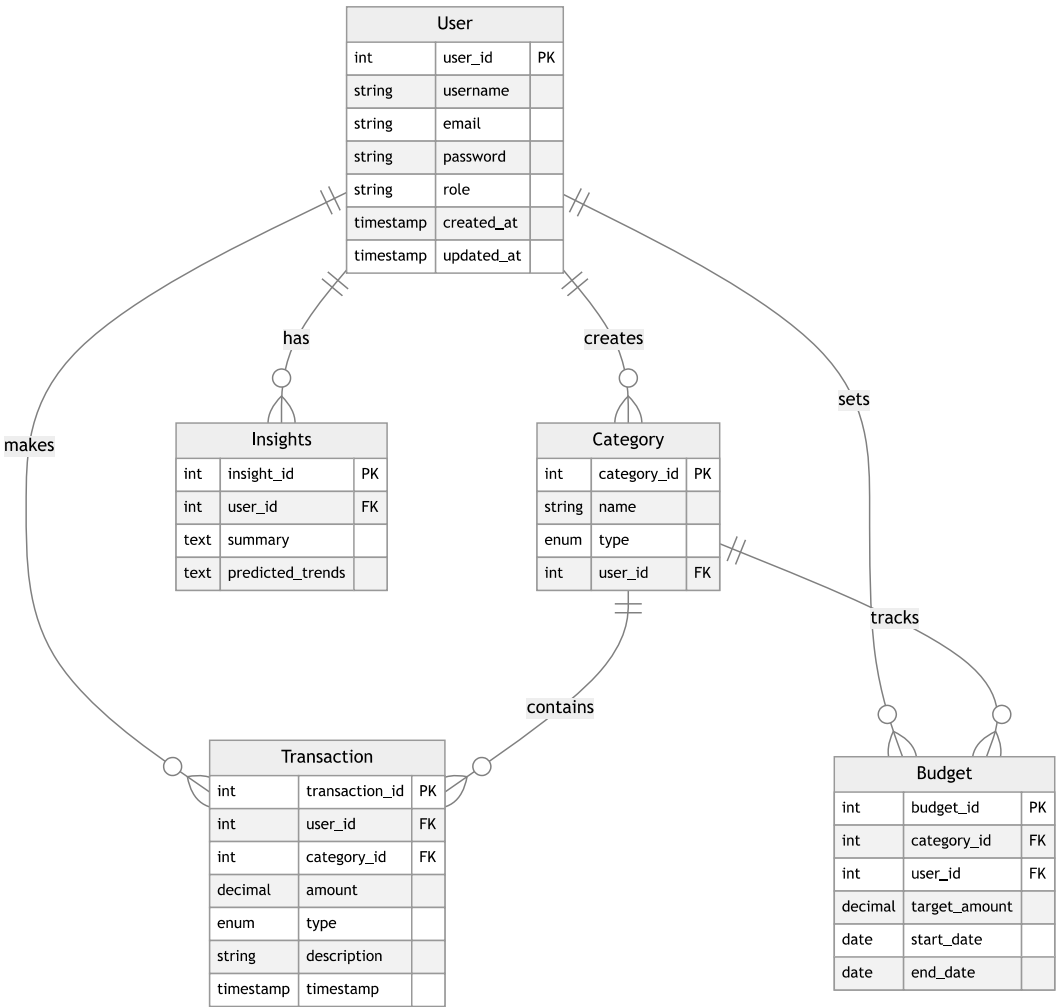 User
int user_id PK
string username
string email
string password
string role
timestamp created_at
timestamp updated_at
has
creates
sets
makes
Insights
int insight_id PK
int user_id FK
text summary
text predicted_trends
Category
int category_id PK
string name
enum type
int user_id FK
tracks
contains
Transaction
int transaction_id PK
int user_id FK
int category_id FK
decimal amount
enum type
string description
timestamp timestamp
Budget
int budget_id PK
int category_id FK
int user_id FK
decimal target_amount
date start_date
date end_date